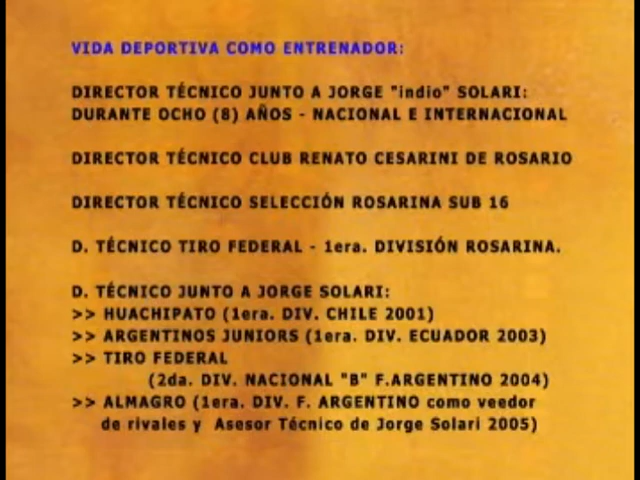 VIDA DEPORTIVA COMO ENTRENADOR:
DIRECTOR TÉCNICO JUNTO A JORGE "indio" SOLARI:
DURANTE OCHO (8) AÑOS - NACIONAL E INTERNACIONAL
DIRECTOR TÉCNICO CLUB RENATO CESARINI DE ROSARIO
DIRECTOR TÉCNICO SELECCIÓN ROSARINA SUB 16
D. TÉCNICO TIRO FEDERAL - 1era. DIVISIÓN ROSARINA.
D. TÉCNICO JUNTO A JORGE SOLARI:
>> HUACHIPATO (1era. DIV. CHILE 2001)
>> ARGENTINOS JUNIORS (1era. DIV. ECUADOR 2003)
>> TIRO FEDERAL
(2da. DIV. NACIONAL "B" F.ARGENTINO 2004)
>> ALMAGRO (1era. DIV. F. ARGENTINO como veedor
de rivales y Asesor Técnico de Jorge Solari 2005)